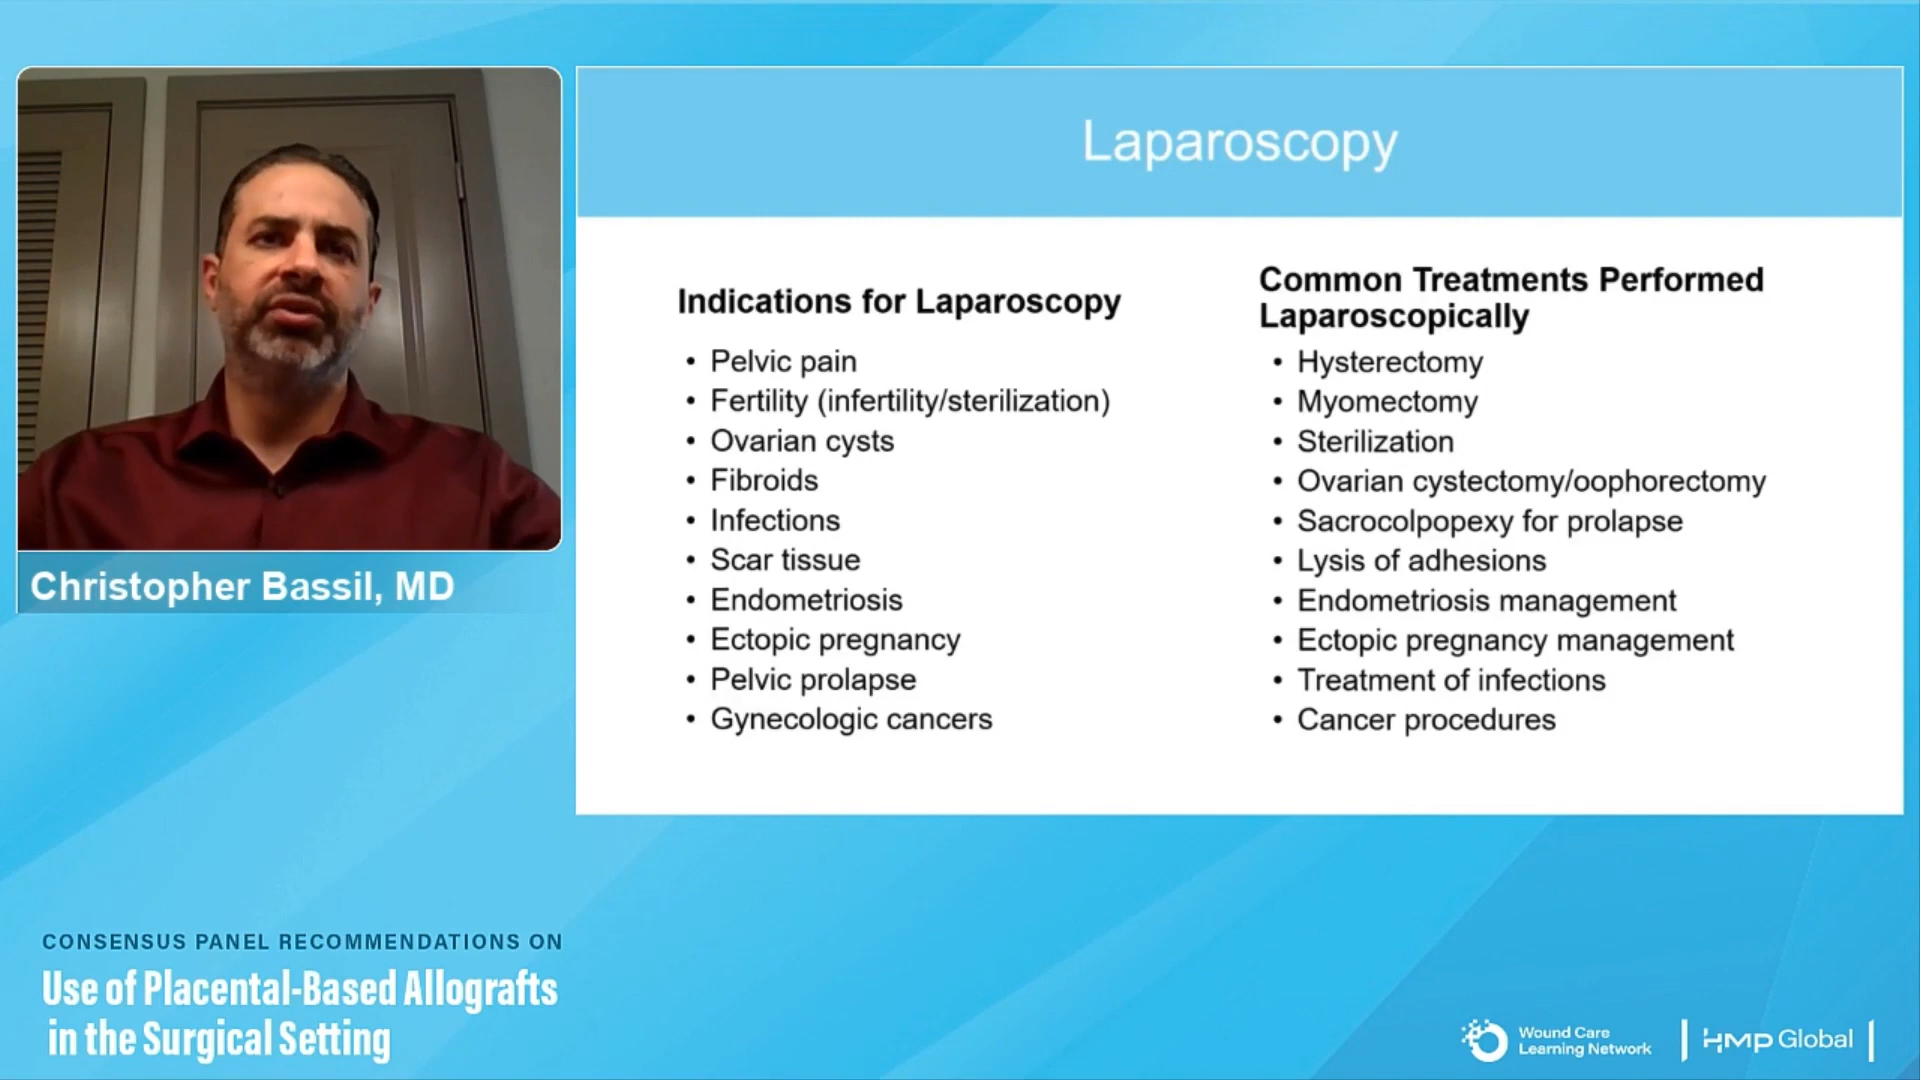 Laparoscopy
Indications for Laparoscopy
• Pelvic pain
• Fertility (infertility/sterilization)
• Ovarian cysts
• Fibroids
• Infections
• Scar tissue
• Endometriosis
• Ectopic pregnancy
• Pelvic prolapse
• Gynecologic cancers
Common Treatments Performed
Laparoscopically
• Hysterectomy
• Myomectomy
• Sterilization
• Ovarian cystectomy/oophorectomy
• Sacrocolpopexy for prolapse
• Lysis of adhesions
• Endometriosis management
• Ectopic pregnancy management
• Treatment of infections
• Cancer procedures
Christopher Bassil, MD
CONSENSUS PANEL RECOMMENDATIONS ON
Use of Placental-Based Allografts
in the Surgical Setting
Wound Care
Learning Network
HMP Global